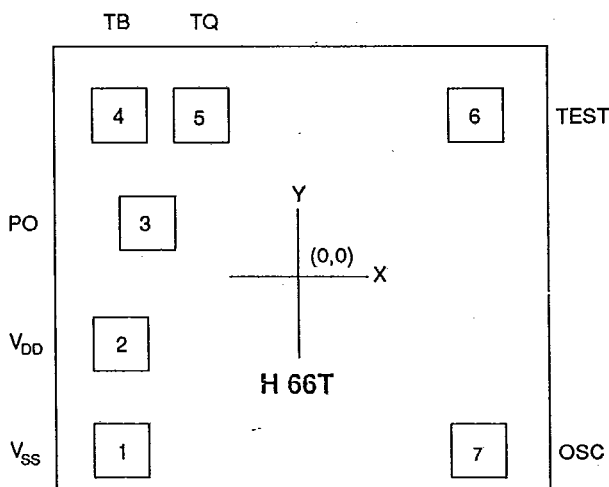 TB TQ
4 5 6 TEST
PO 3 Y
(0,0) X
VDD 2
H 66T
VSS 1 7 OSC